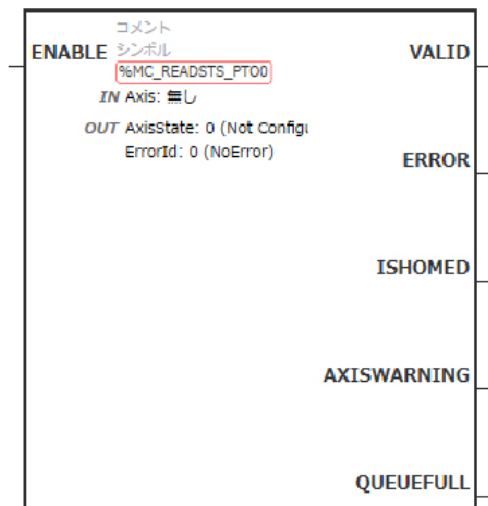 コメント
ENABLE シンボル VALID
%MC_READSTS_PTO0
IN Axis: 無し
OUT AxisState: 0 (Not Configu
ErrorId: 0 (NoError)
ERROR
ISHOMED
AXISWARNING
QUEUEFULL